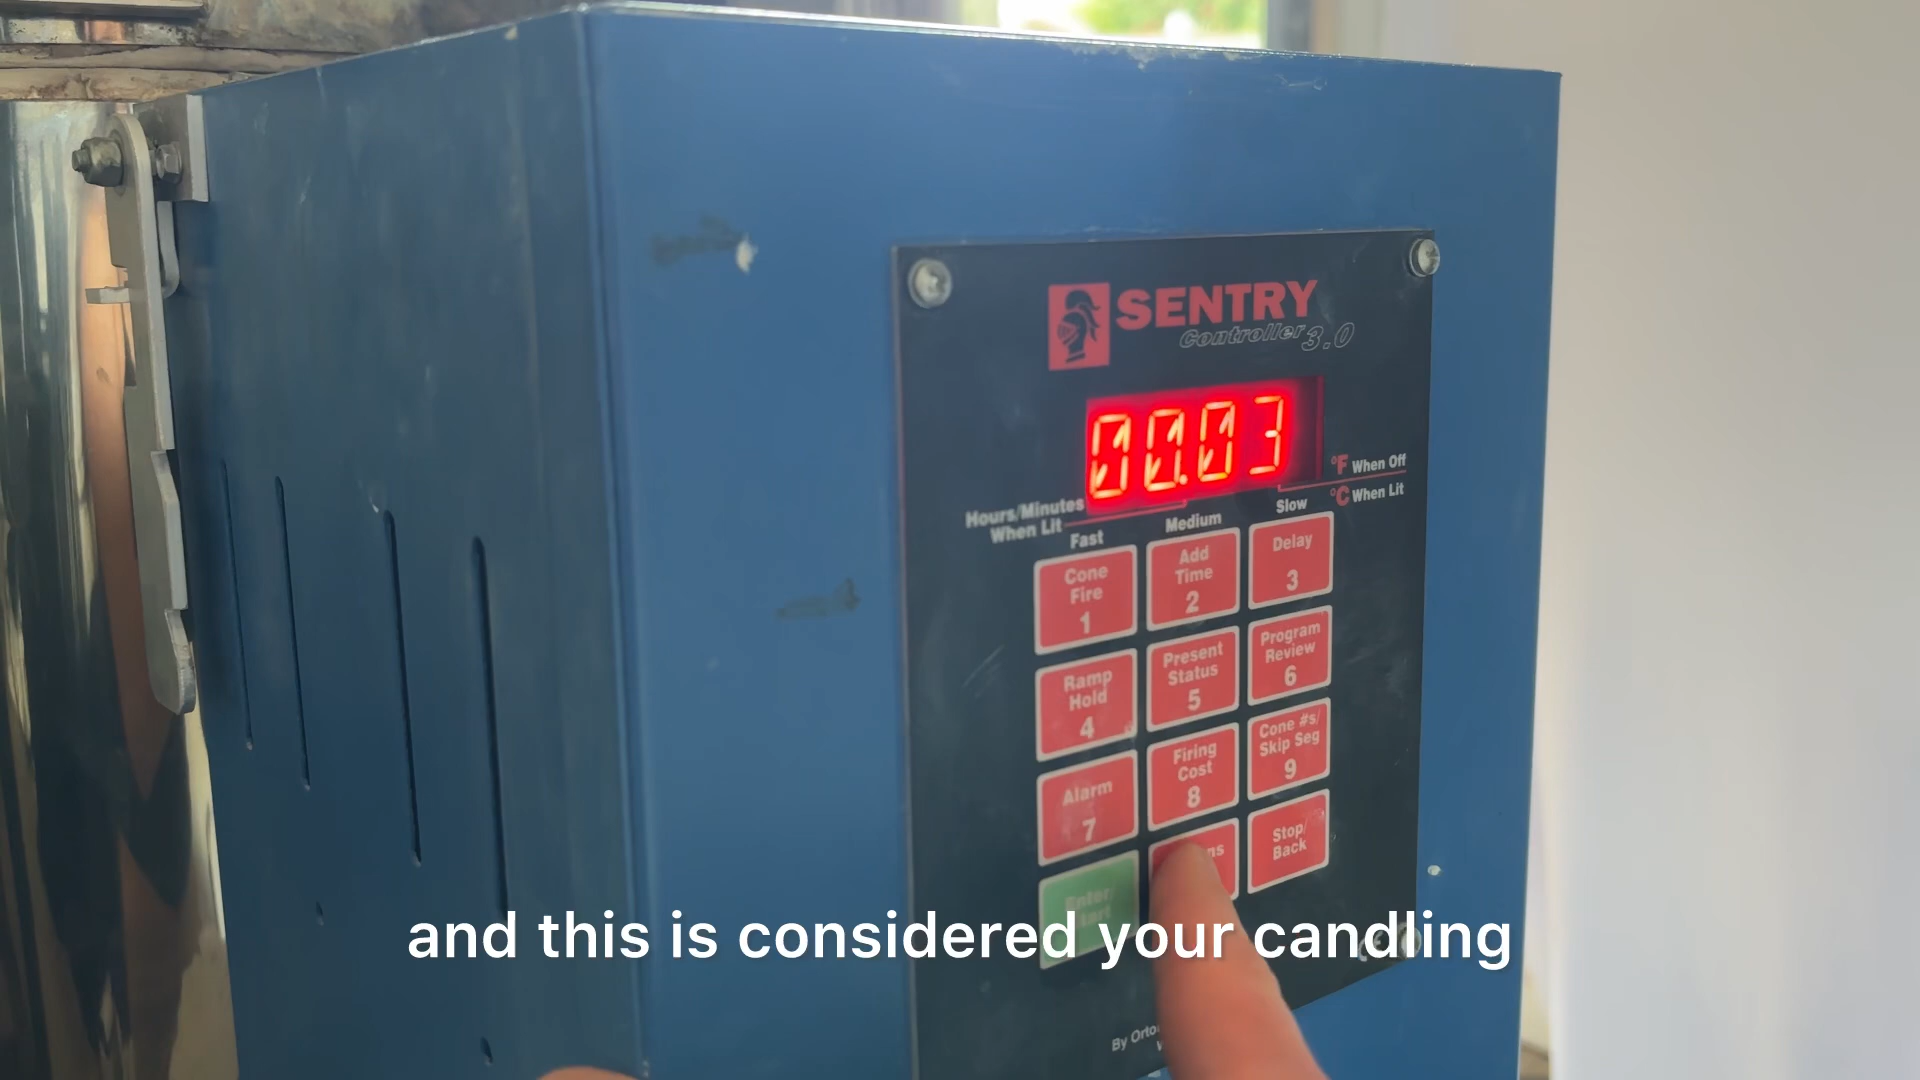 SENTRY
Controller 3.0
00.03
°F When Off
°C When Lit
Hours/Minutes
When Lit
Fast
Medium
Slow
Cone
Fire
1
Add
Time
2
Delay
3
Ramp
Hold
4
Present
Status
5
Program
Review
6
Alarm
7
Firing
Cost
8
Cone #s/
Skip Seg
9
Enter/
Stop/
Back
and this is considered your candling
By